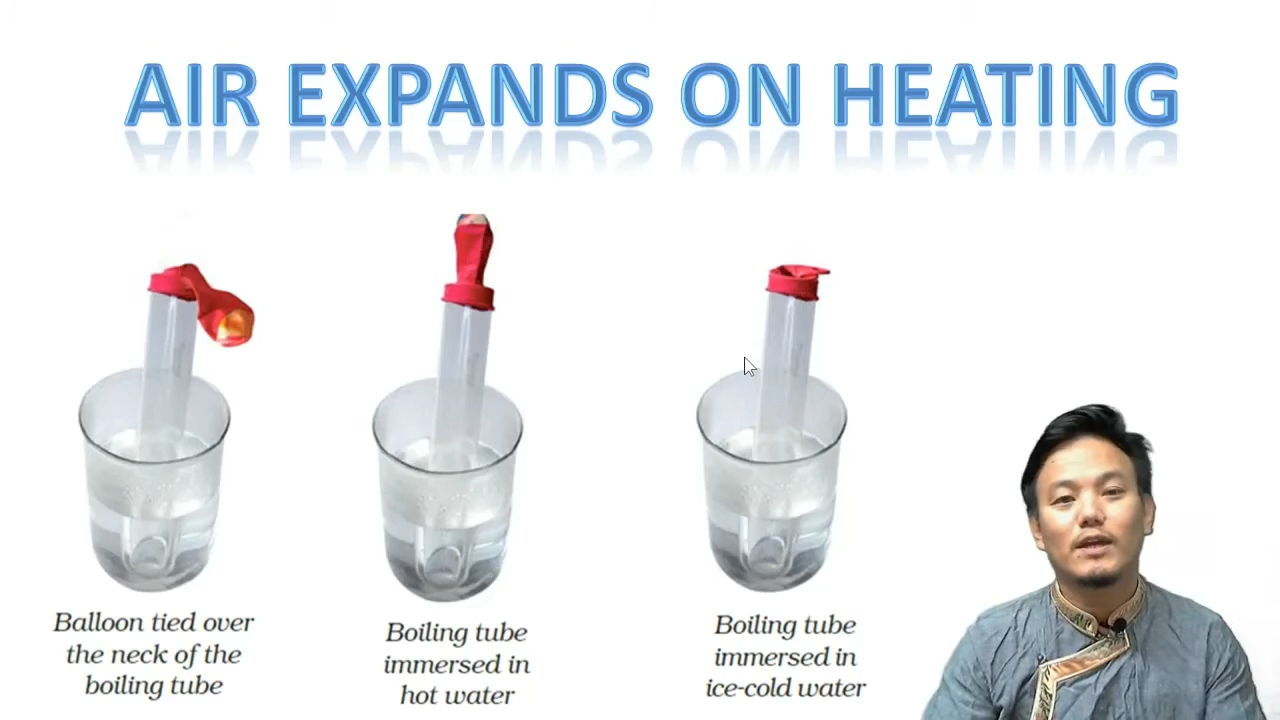 AIR EXPANDS ON HEATING
Balloon tied over
the neck of the
boiling tube
Boiling tube
immersed in
hot water
Boiling tube
immersed in
ice-cold water